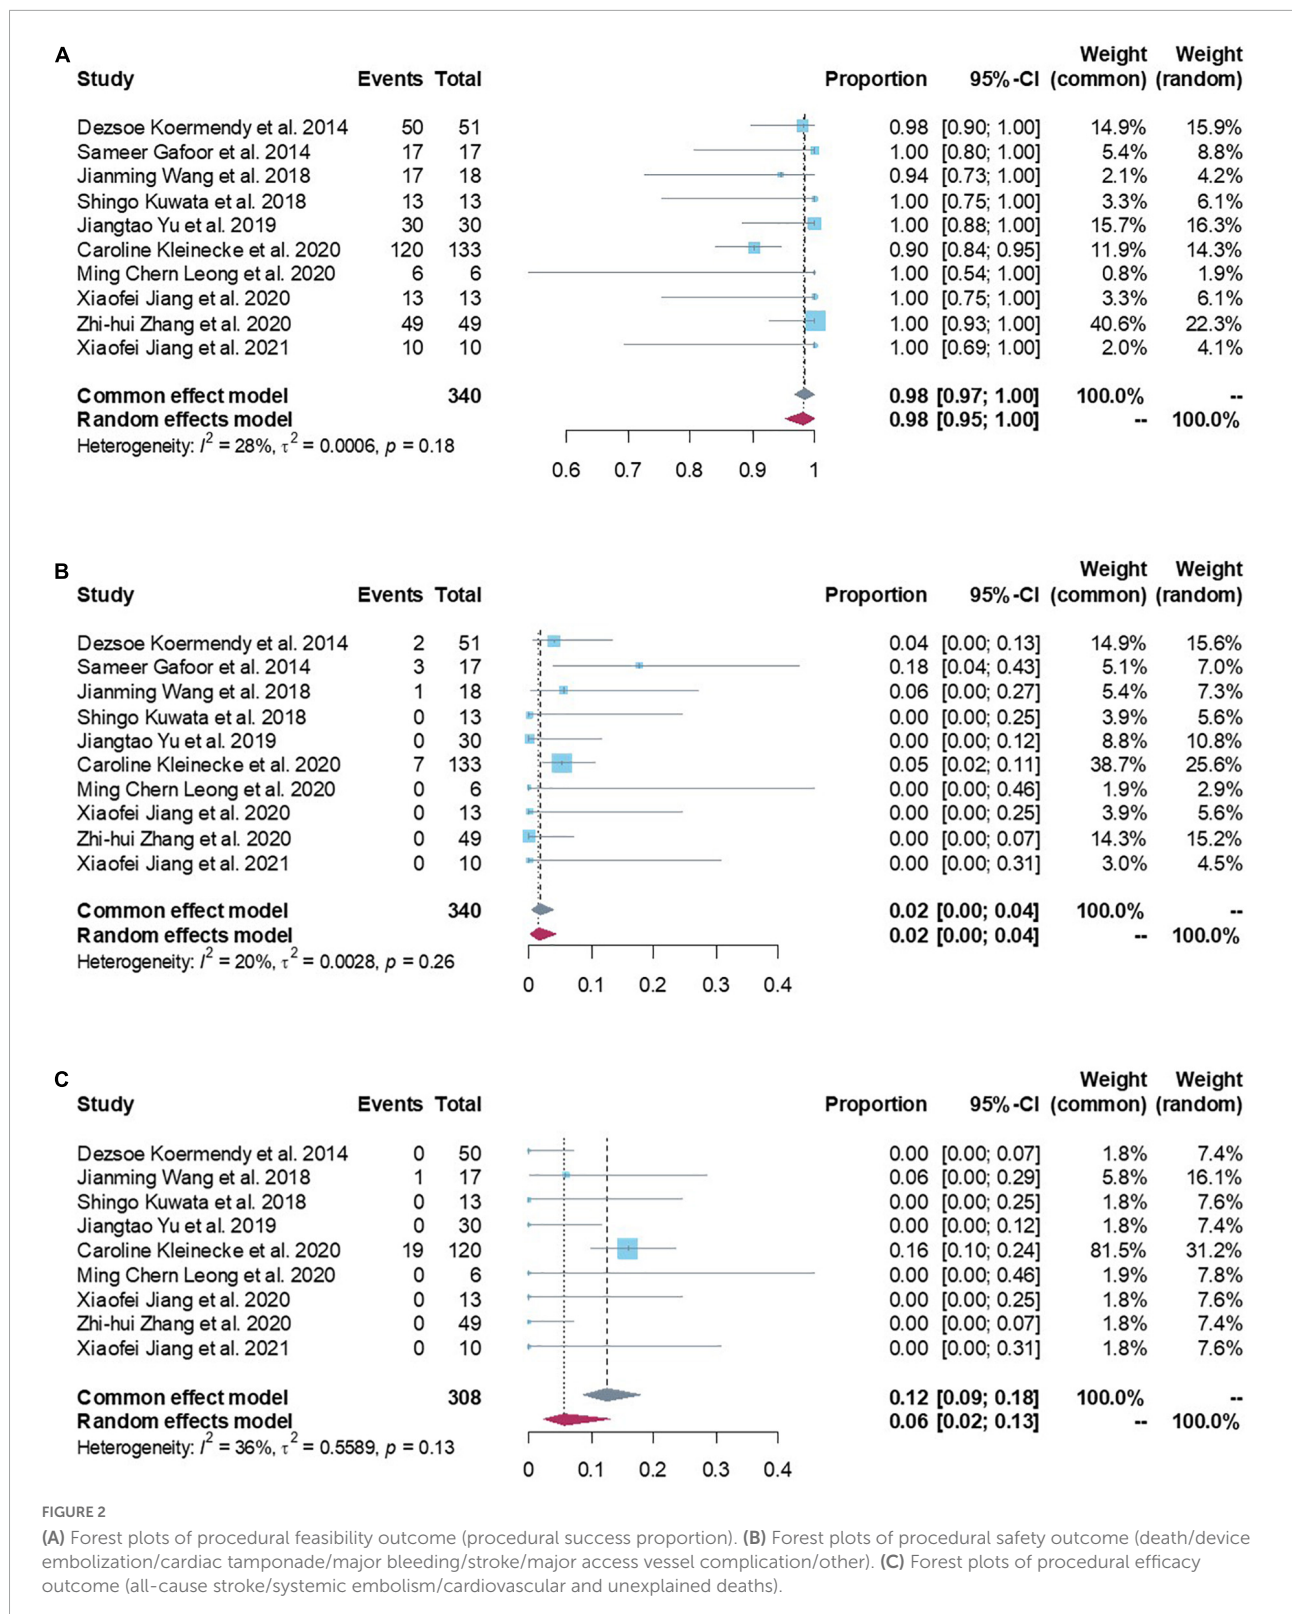 A
Weight Weight
Study Events Total Proportion 95%-CI (common) (random)
Dezsoe Koermendy et al. 2014 50 51 0.98 [0.90; 1.00] 14.9% 15.9%
Sameer Gafoor et al. 2014 17 17 1.00 [0.80; 1.00] 5.4% 8.8%
Jianming Wang et al. 2018 17 18 0.94 [0.73; 1.00] 2.1% 4.2%
Shingo Kuwata et al. 2018 13 13 1.00 [0.75; 1.00] 3.3% 6.1%
Jiangtao Yu et al. 2019 30 30 1.00 [0.88; 1.00] 15.7% 16.3%
Caroline Kleinecke et al. 2020 120 133 0.90 [0.84; 0.95] 11.9% 14.3%
Ming Chern Leong et al. 2020 6 6 1.00 [0.54; 1.00] 0.8% 1.9%
Xiaofei Jiang et al. 2020 13 13 1.00 [0.75; 1.00] 3.3% 6.1%
Zhi-hui Zhang et al. 2020 49 49 1.00 [0.93; 1.00] 40.6% 22.3%
Xiaofei Jiang et al. 2021 10 10 1.00 [0.69; 1.00] 2.0% 4.1%
Common effect model 340 0.98 [0.97; 1.00] 100.0% --
Random effects model 0.98 [0.95; 1.00] -- 100.0%
Heterogeneity: I² = 28%, τ² = 0.0006, p = 0.18
0.6 0.7 0.8 0.9 1
B
Weight Weight
Study Events Total Proportion 95%-CI (common) (random)
Dezsoe Koermendy et al. 2014 2 51 0.04 [0.00; 0.13] 14.9% 15.6%
Sameer Gafoor et al. 2014 3 17 0.18 [0.04; 0.43] 5.1% 7.0%
Jianming Wang et al. 2018 1 18 0.06 [0.00; 0.27] 5.4% 7.3%
Shingo Kuwata et al. 2018 0 13 0.00 [0.00; 0.25] 3.9% 5.6%
Jiangtao Yu et al. 2019 0 30 0.00 [0.00; 0.12] 8.8% 10.8%
Caroline Kleinecke et al. 2020 7 133 0.05 [0.02; 0.11] 38.7% 25.6%
Ming Chern Leong et al. 2020 0 6 0.00 [0.00; 0.46] 1.9% 2.9%
Xiaofei Jiang et al. 2020 0 13 0.00 [0.00; 0.25] 3.9% 5.6%
Zhi-hui Zhang et al. 2020 0 49 0.00 [0.00; 0.07] 14.3% 15.2%
Xiaofei Jiang et al. 2021 0 10 0.00 [0.00; 0.31] 3.0% 4.5%
Common effect model 340 0.02 [0.00; 0.04] 100.0% --
Random effects model 0.02 [0.00; 0.04] -- 100.0%
Heterogeneity: I² = 20%, τ² = 0.0028, p = 0.26
0 0.1 0.2 0.3 0.4
C
Weight Weight
Study Events Total Proportion 95%-CI (common) (random)
Dezsoe Koermendy et al. 2014 0 50 0.00 [0.00; 0.07] 1.8% 7.4%
Jianming Wang et al. 2018 1 17 0.06 [0.00; 0.29] 5.8% 16.1%
Shingo Kuwata et al. 2018 0 13 0.00 [0.00; 0.25] 1.8% 7.6%
Jiangtao Yu et al. 2019 0 30 0.00 [0.00; 0.12] 1.8% 7.4%
Caroline Kleinecke et al. 2020 19 120 0.16 [0.10; 0.24] 81.5% 31.2%
Ming Chern Leong et al. 2020 0 6 0.00 [0.00; 0.46] 1.9% 7.8%
Xiaofei Jiang et al. 2020 0 13 0.00 [0.00; 0.25] 1.8% 7.6%
Zhi-hui Zhang et al. 2020 0 49 0.00 [0.00; 0.07] 1.8% 7.4%
Xiaofei Jiang et al. 2021 0 10 0.00 [0.00; 0.31] 1.8% 7.6%
Common effect model 308 0.12 [0.09; 0.18] 100.0% --
Random effects model 0.06 [0.02; 0.13] -- 100.0%
Heterogeneity: I² = 36%, τ² = 0.5589, p = 0.13
0 0.1 0.2 0.3 0.4
FIGURE 2
(A) Forest plots of procedural feasibility outcome (procedural success proportion). (B) Forest plots of procedural safety outcome (death/device
embolization/cardiac tamponade/major bleeding/stroke/major access vessel complication/other). (C) Forest plots of procedural efficacy
outcome (all-cause stroke/systemic embolism/cardiovascular and unexplained deaths).